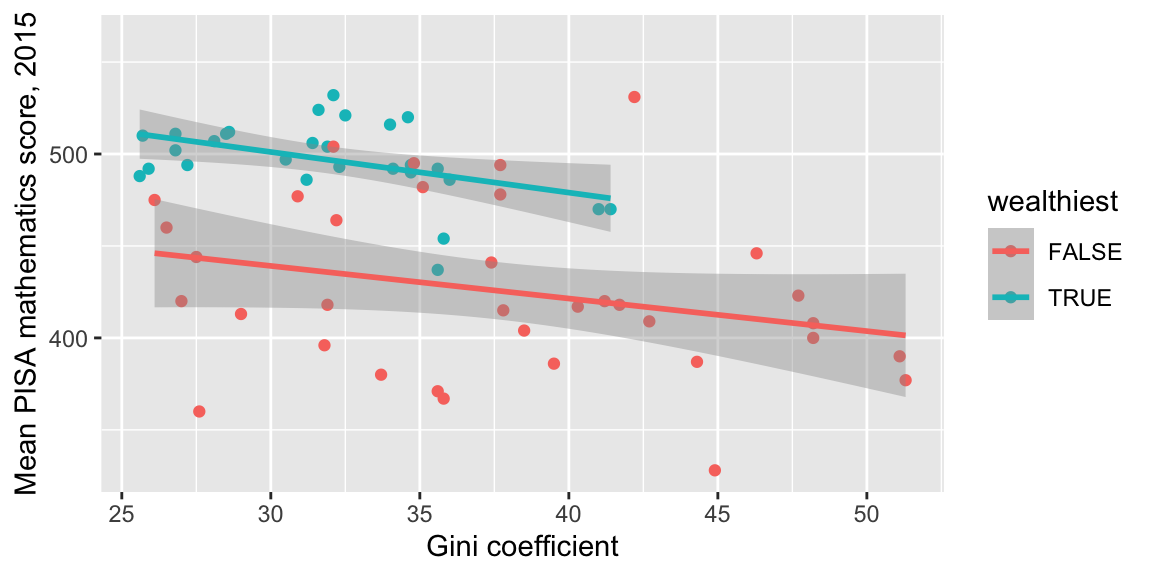 Mean PISA mathematics score, 2015
500
400
25 30 35 40 45 50
Gini coefficient
wealthiest
FALSE
TRUE